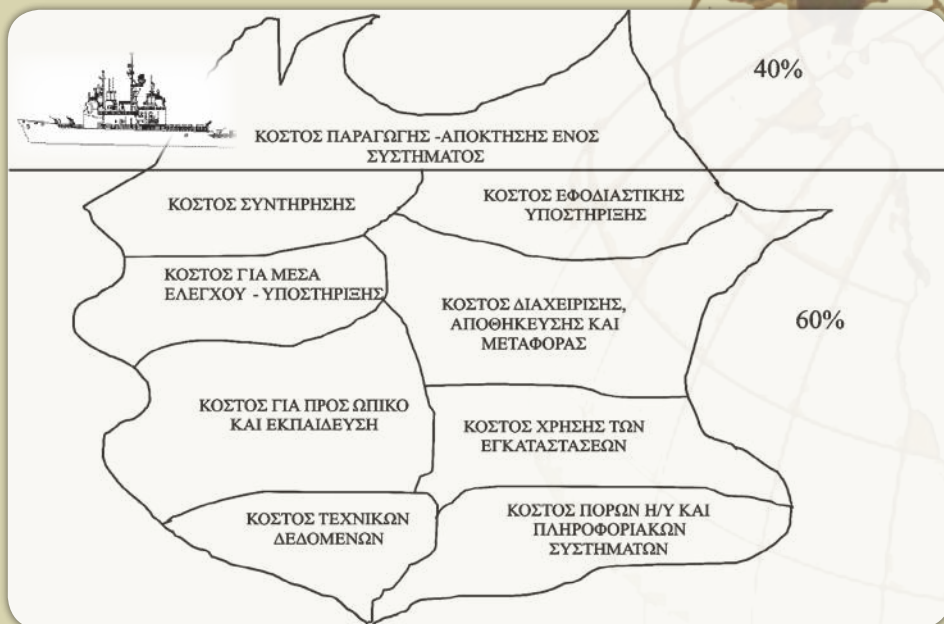 40%
ΚΟΣΤΟΣ ΠΑΡΑΓΩΓΗΣ -ΑΠΟΚΤΗΣΗΣ ΕΝΟΣ
ΣΥΣΤΗΜΑΤΟΣ
ΚΟΣΤΟΣ ΣΥΝΤΗΡΗΣΗΣ
ΚΟΣΤΟΣ ΕΦΟΔΙΑΣΤΙΚΗΣ
ΥΠΟΣΤΗΡΙΞΗΣ
ΚΟΣΤΟΣ ΓΙΑ ΜΕΣΑ
ΕΛΕΓΧΟΥ - ΥΠΟΣΤΗΡΙΞΗΣ
ΚΟΣΤΟΣ ΔΙΑΧΕΙΡΙΣΗΣ,
ΑΠΟΘΗΚΕΥΣΗΣ ΚΑΙ
ΜΕΤΑΦΟΡΑΣ
60%
ΚΟΣΤΟΣ ΓΙΑ ΠΡΟΣ ΩΠΙΚΟ
ΚΑΙ ΕΚΠΑΙΔΕΥΣΗ
ΚΟΣΤΟΣ ΧΡΗΣΗΣ ΤΩΝ
ΕΓΚΑΤΑΣΤΑΣΕΩΝ
ΚΟΣΤΟΣ ΤΕΧΝΙΚΩΝ
ΔΕΔΟΜΕΝΩΝ
ΚΟΣΤΟΣ ΠΟΡΩΝ Η/Υ ΚΑΙ
ΠΛΗΡΟΦΟΡΙΑΚΩΝ
ΣΥΣΤΗΜΑΤΩΝ